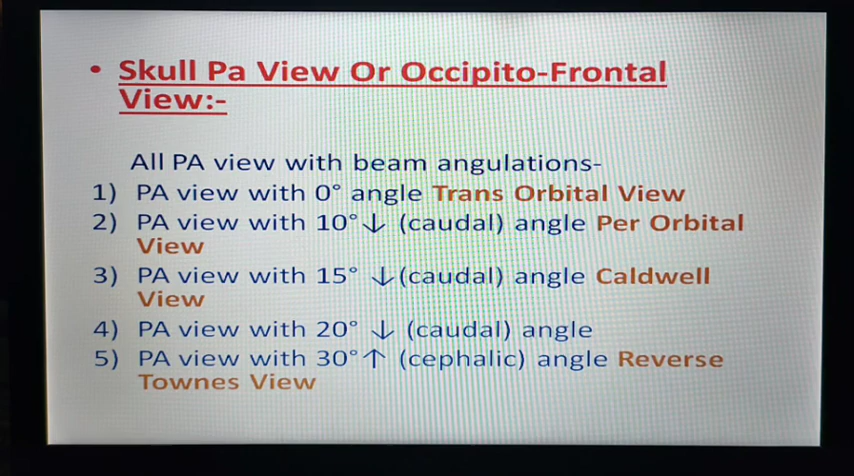 • Skull Pa View Or Occipito-Frontal
View:-
All PA view with beam angulations-
1) PA view with 0° angle Trans Orbital View
2) PA view with 10°↓ (caudal) angle Per Orbital
View
3) PA view with 15° ↓(caudal) angle Caldwell
View
4) PA view with 20° ↓ (caudal) angle
5) PA view with 30°↑ (cephalic) angle Reverse
Townes View